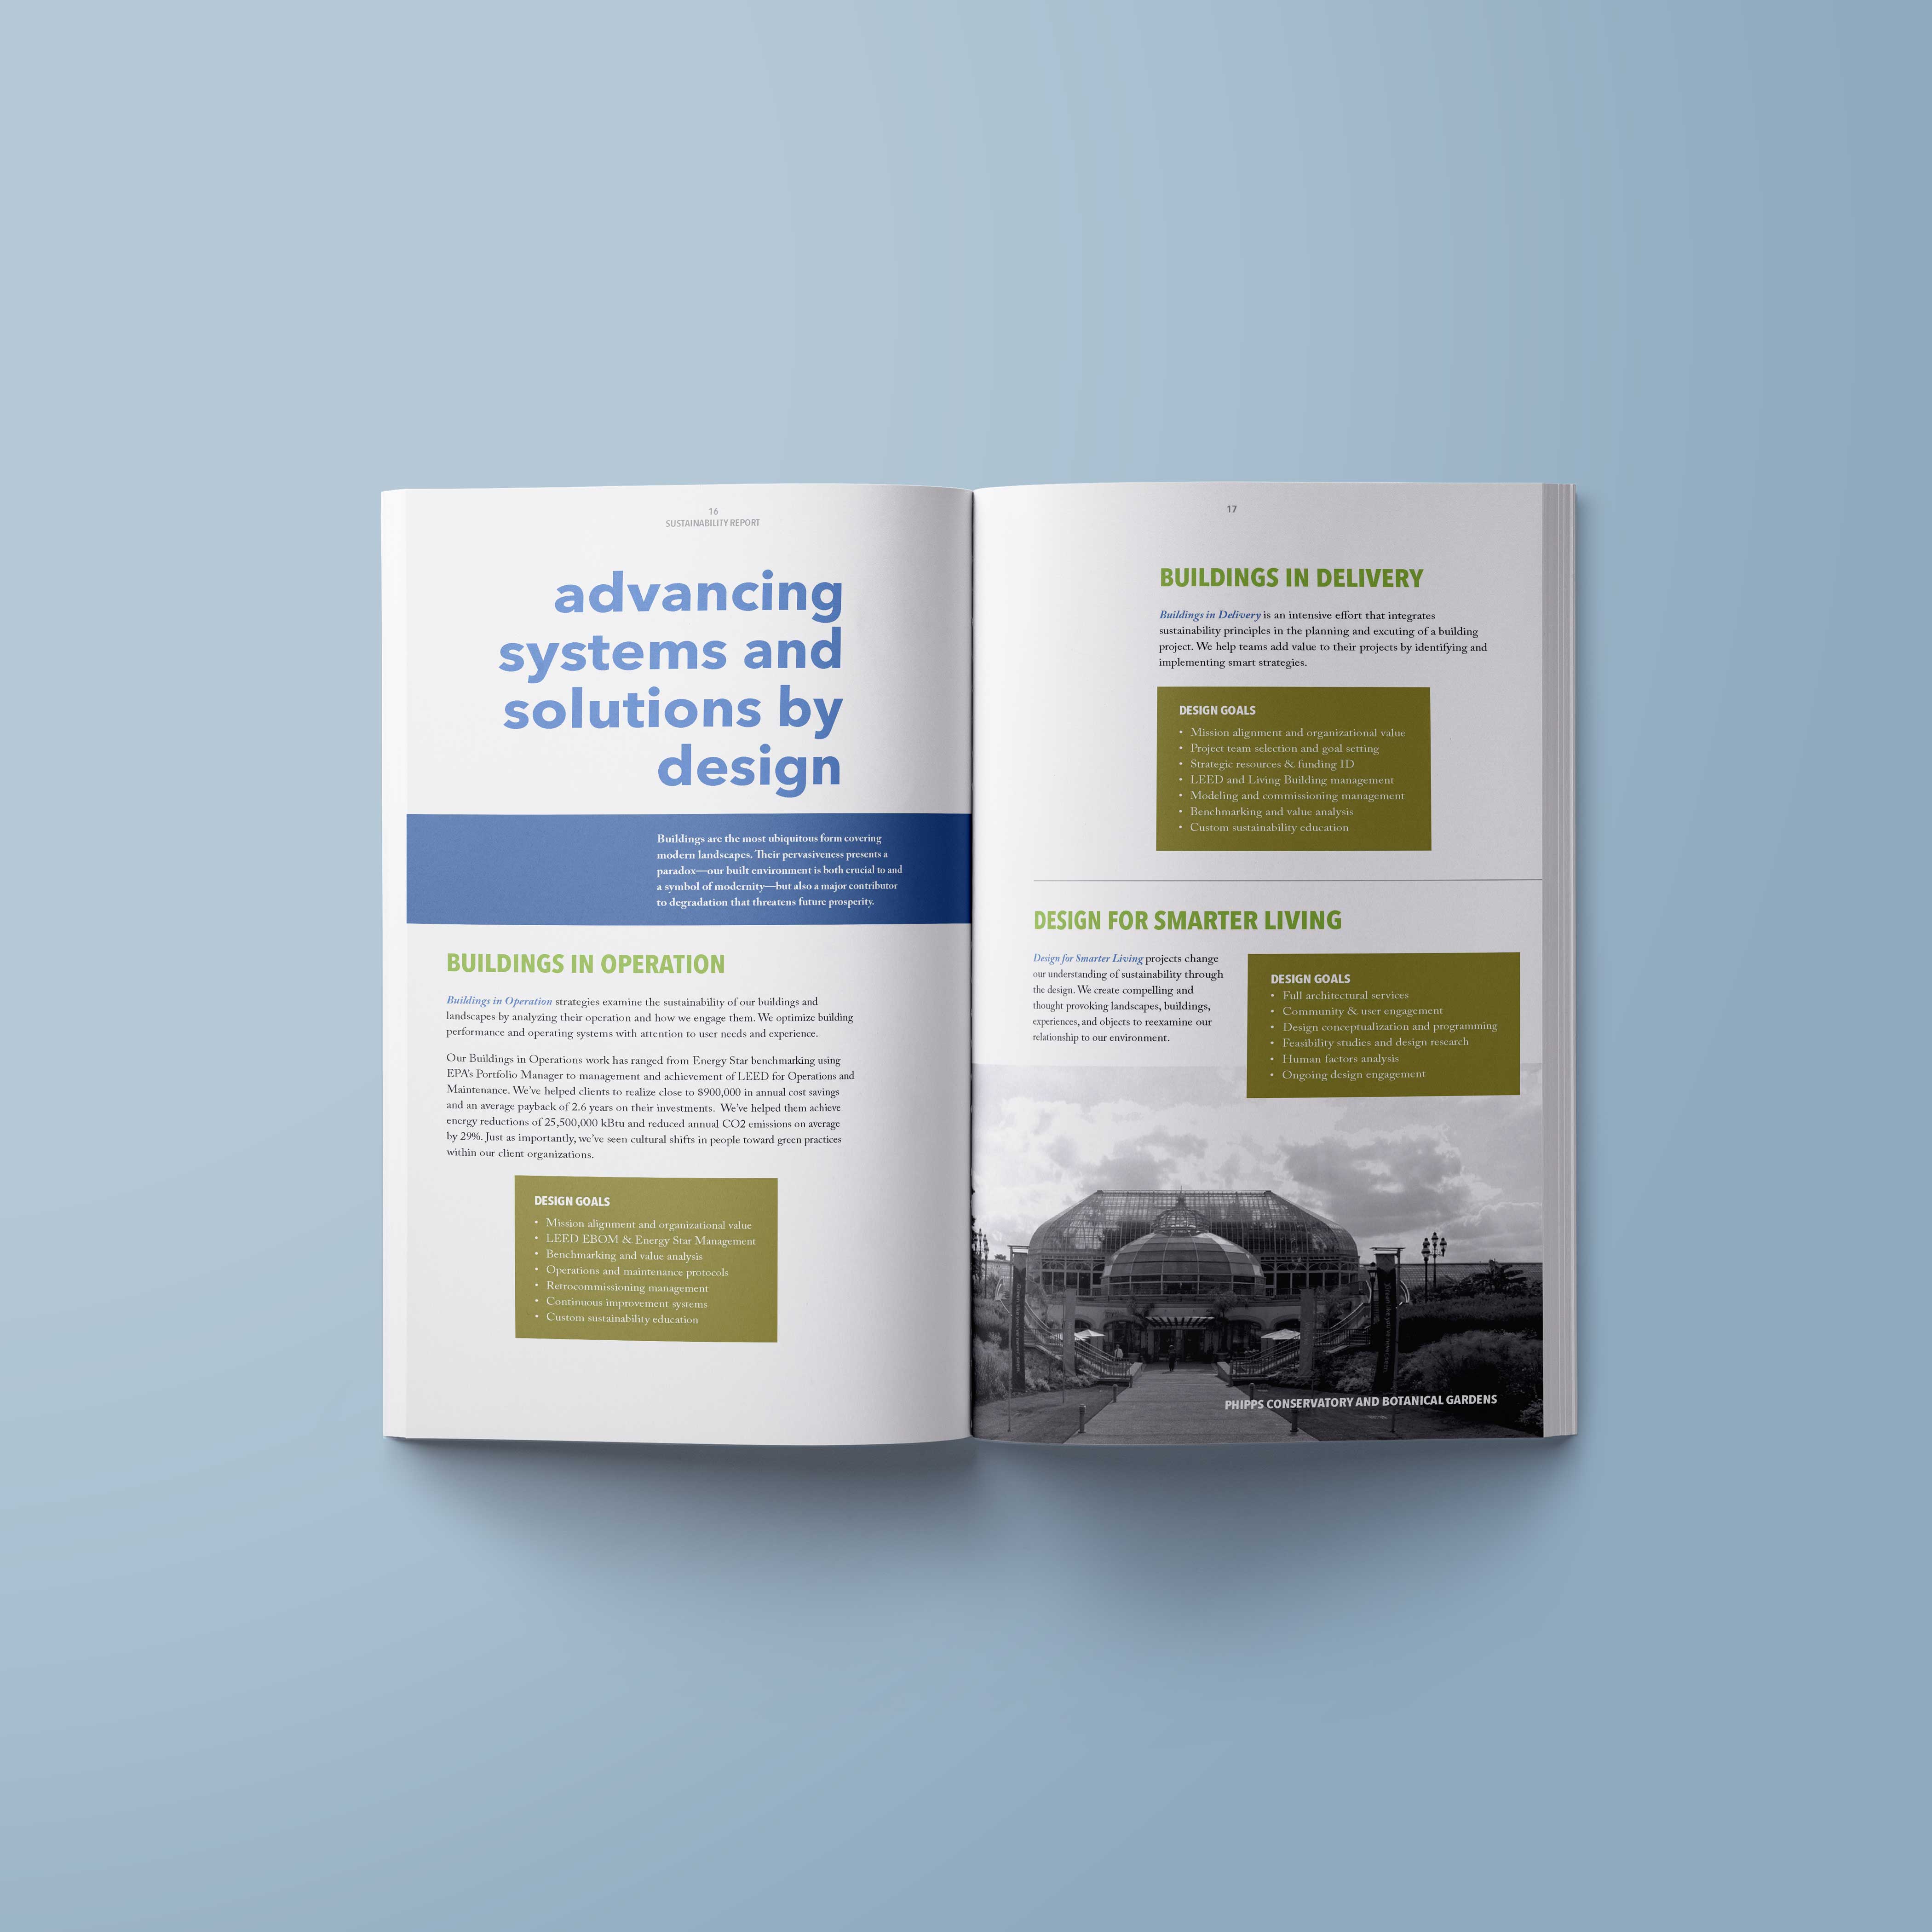 16
SUSTAINABILITY REPORT
advancing
systems and
solutions by
design
Buildings are the most ubiquitous form covering
modern landscapes. Their pervasiveness presents a
paradox—our built environment is both crucial to and
a symbol of modernity—but also a major contributor
to degradation that threatens future prosperity.
BUILDINGS IN OPERATION
Buildings in Operation strategies examine the sustainability of our buildings and
landscapes by analyzing their operation and how we engage them. We optimize building
performance and operating systems with attention to user needs and experience.
Our Buildings in Operations work has ranged from Energy Star benchmarking using
EPA's Portfolio Manager to management and achievement of LEED for Operations and
Maintenance. We've helped clients to realize close to $900,000 in annual cost savings
and an average payback of 2.6 years on their investments. We've helped them achieve
energy reductions of 25,500,000 kBtu and reduced annual CO2 emissions on average
by 29%. Just as importantly, we've seen cultural shifts in people toward green practices
within our client organizations.
DESIGN GOALS
• Mission alignment and organizational value
• LEED EBOM & Energy Star Management
• Benchmarking and value analysis
• Operations and maintenance protocols
• Retrocommissioning management
• Continuous improvement systems
• Custom sustainability education
17
BUILDINGS IN DELIVERY
Buildings in Delivery is an intensive effort that integrates
sustainability principles in the planning and excuting of a building
project. We help teams add value to their projects by identifying and
implementing smart strategies.
DESIGN GOALS
• Mission alignment and organizational value
• Project team selection and goal setting
• Strategic resources & funding ID
• LEED and Living Building management
• Modeling and commissioning management
• Benchmarking and value analysis
• Custom sustainability education
DESIGN FOR SMARTER LIVING
Design for Smarter Living projects change
our understanding of sustainability through
the design. We create compelling and
thought provoking landscapes, buildings,
experiences, and objects to reexamine our
relationship to our environment.
DESIGN GOALS
• Full architectural services
• Community & user engagement
• Design conceptualization and programming
• Feasibility studies and design research
• Human factors analysis
• Ongoing design engagement
PHIPPS CONSERVATORY AND BOTANICAL GARDENS